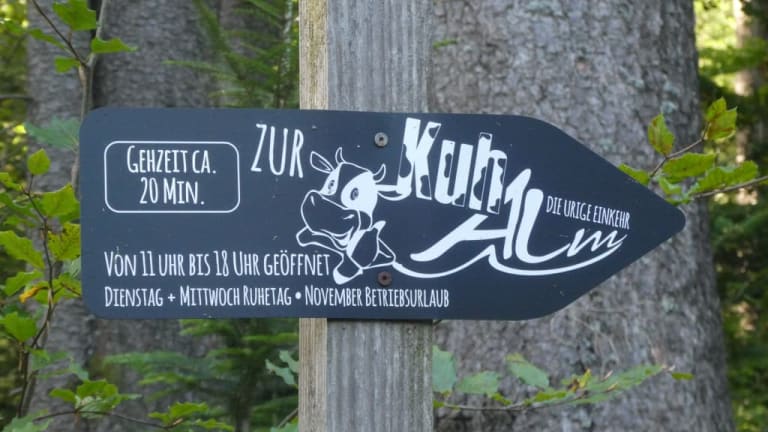 GEHZEIT CA.
20 MIN.
ZUR
Kuh
Alm
DIE URIGE EINKEHR
VON 11 UHR BIS 18 UHR GEÖFFNET
DIENSTAG + MITTWOCH RUHETAG • NOVEMBER BETRIEBSURLAUB